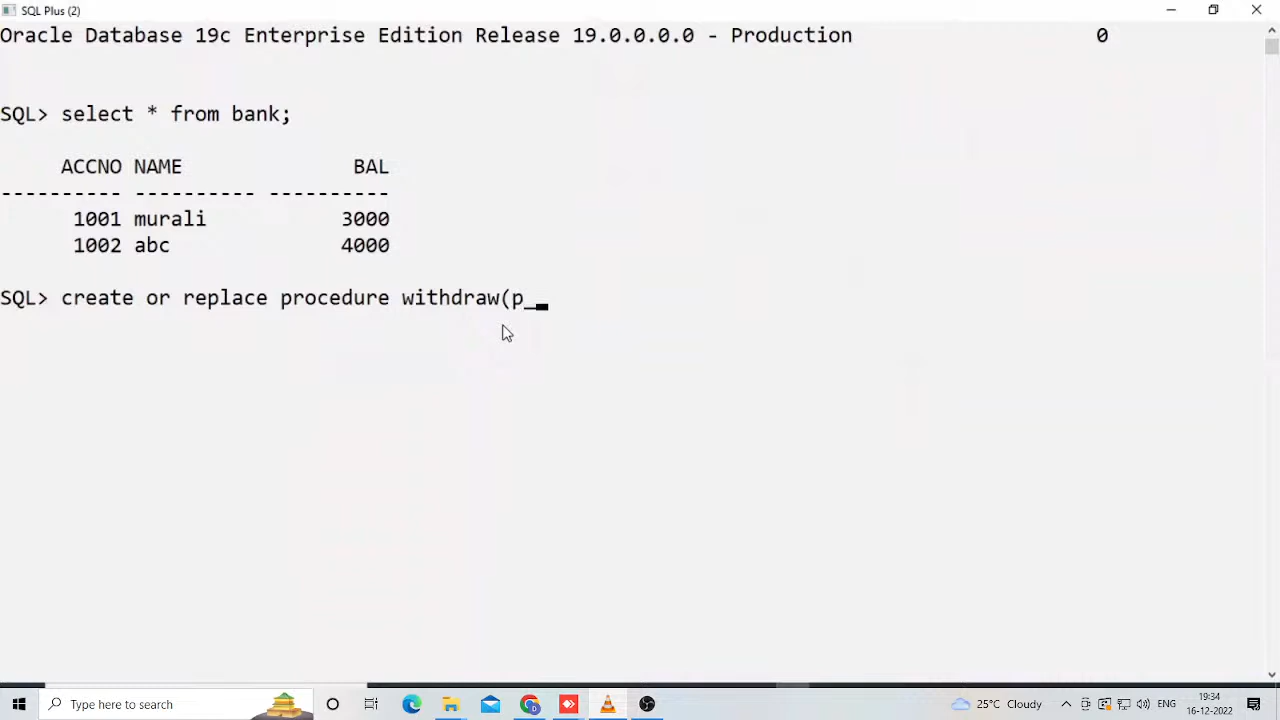 SQL Plus (2)
Oracle Database 19c Enterprise Edition Release 19.0.0.0.0 - Production 0
SQL> select * from bank;
ACCNO NAME BAL
---------- ---------- ----------
1001 murali 3000
1002 abc 4000
SQL> create or replace procedure withdraw(p_
Type here to search
25°C Cloudy
ENG
19:34
16-12-2022